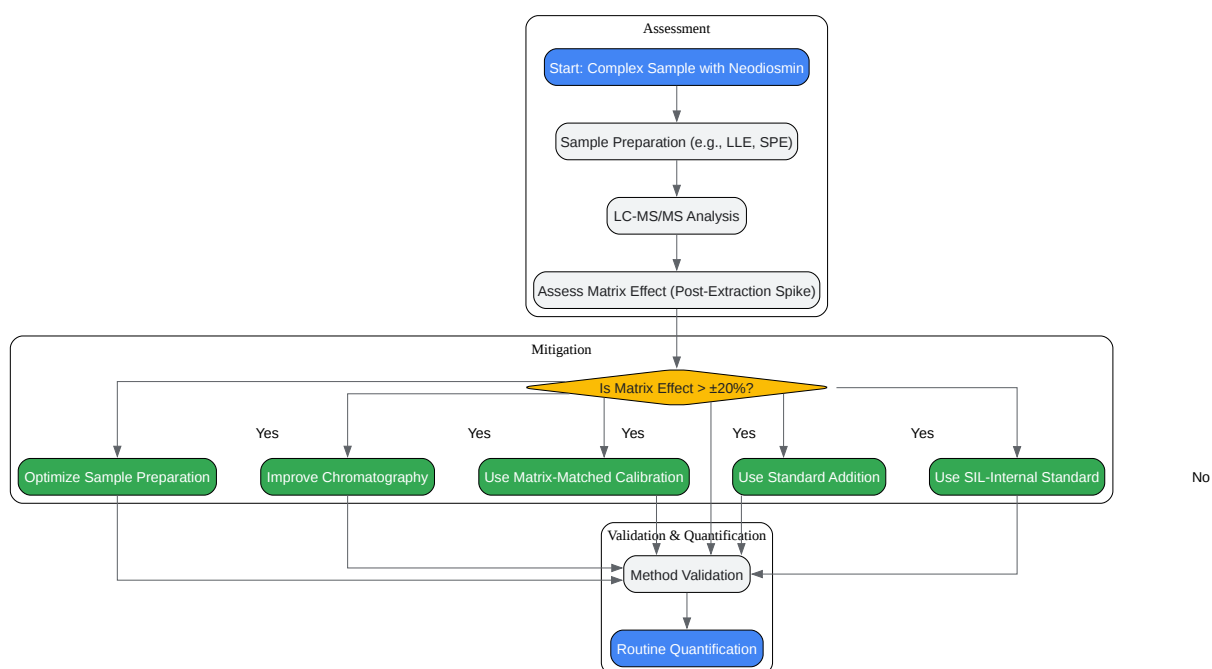 Assessment
Start: Complex Sample with Neodiosmin
Sample Preparation (e.g., LLE, SPE)
LC-MS/MS Analysis
Assess Matrix Effect (Post-Extraction Spike)
Mitigation
Is Matrix Effect > ±20%?
Yes
Yes
Yes
Yes
Yes
Optimize Sample Preparation
Improve Chromatography
Use Matrix-Matched Calibration
Use Standard Addition
Use SIL-Internal Standard
No
Validation & Quantification
Method Validation
Routine Quantification